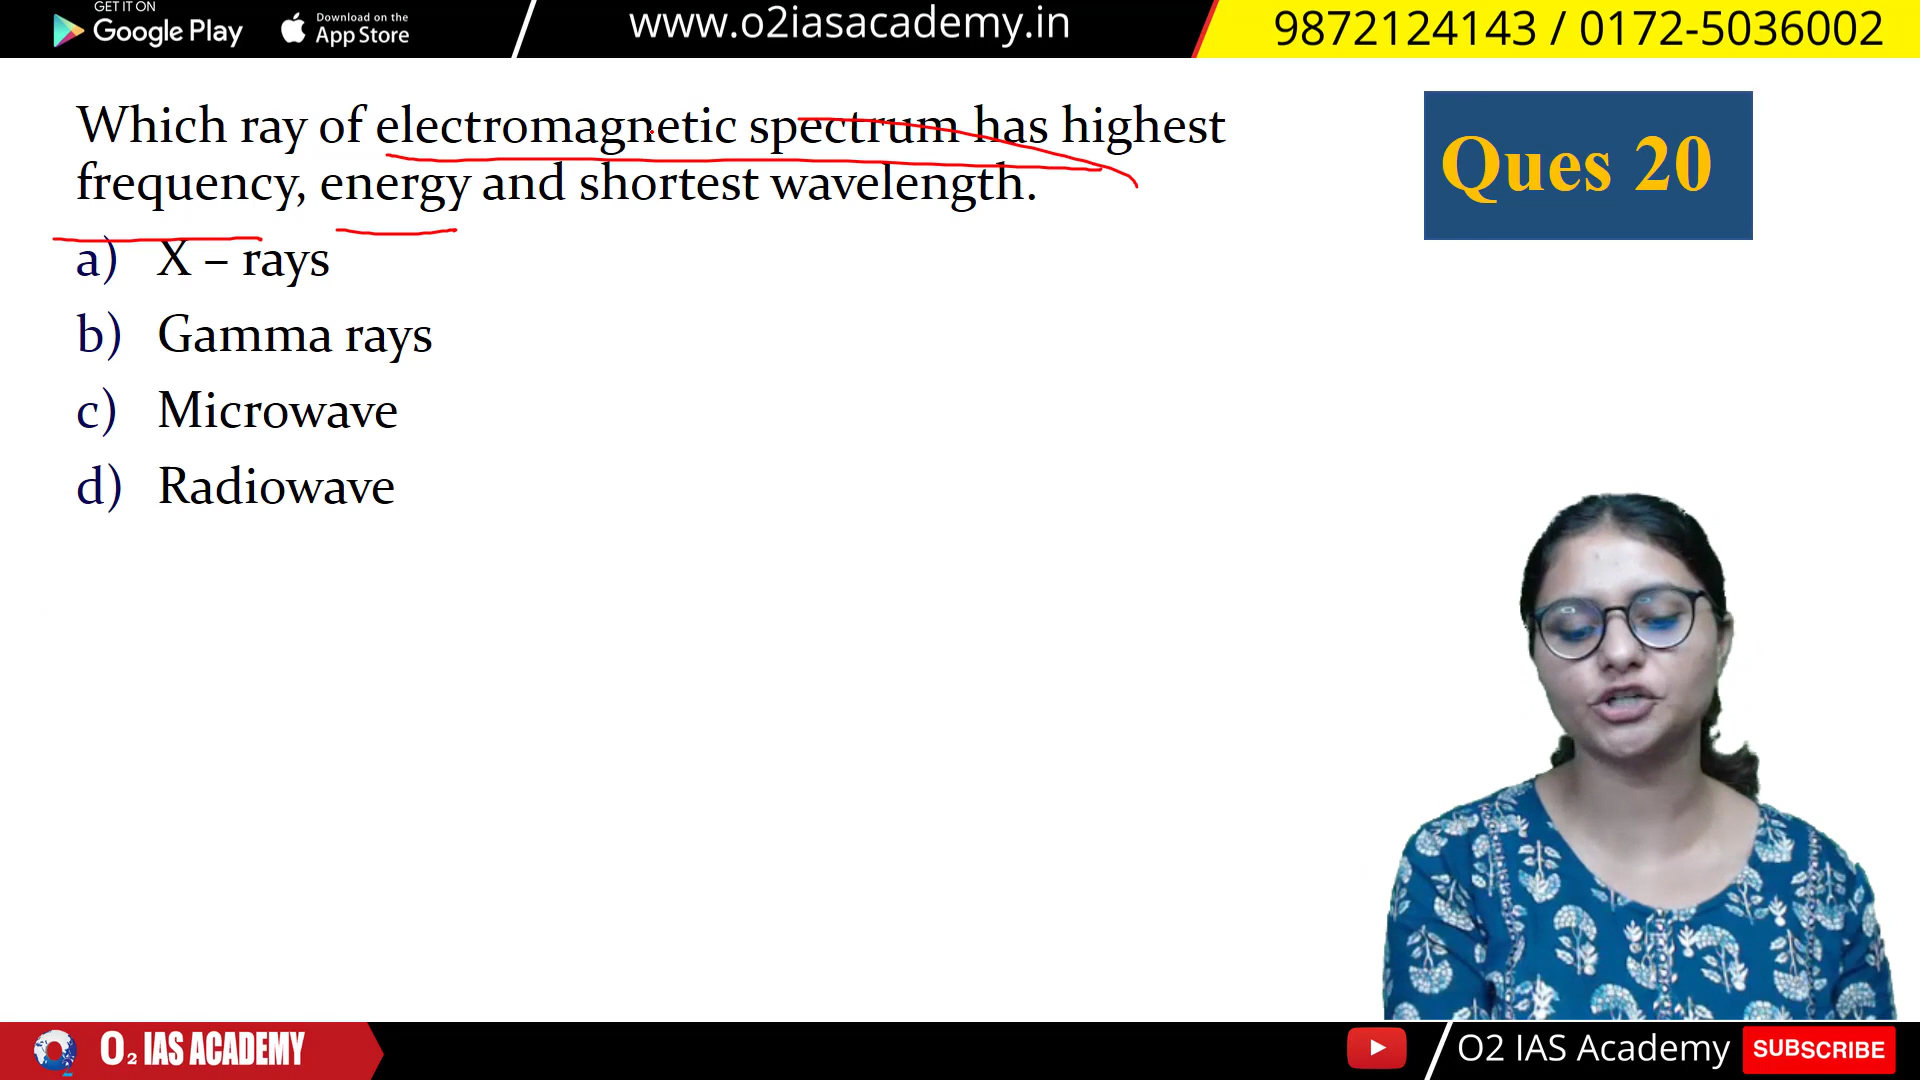 GET IT ON
Google Play
Download on the
App Store
www.o2iasacademy.in
9872124143 / 0172-5036002
Which ray of electromagnetic spectrum has highest
frequency, energy and shortest wavelength.
Ques 20
a) X – rays
b) Gamma rays
c) Microwave
d) Radiowave
O₂ IAS ACADEMY
O2 IAS Academy
SUBSCRIBE